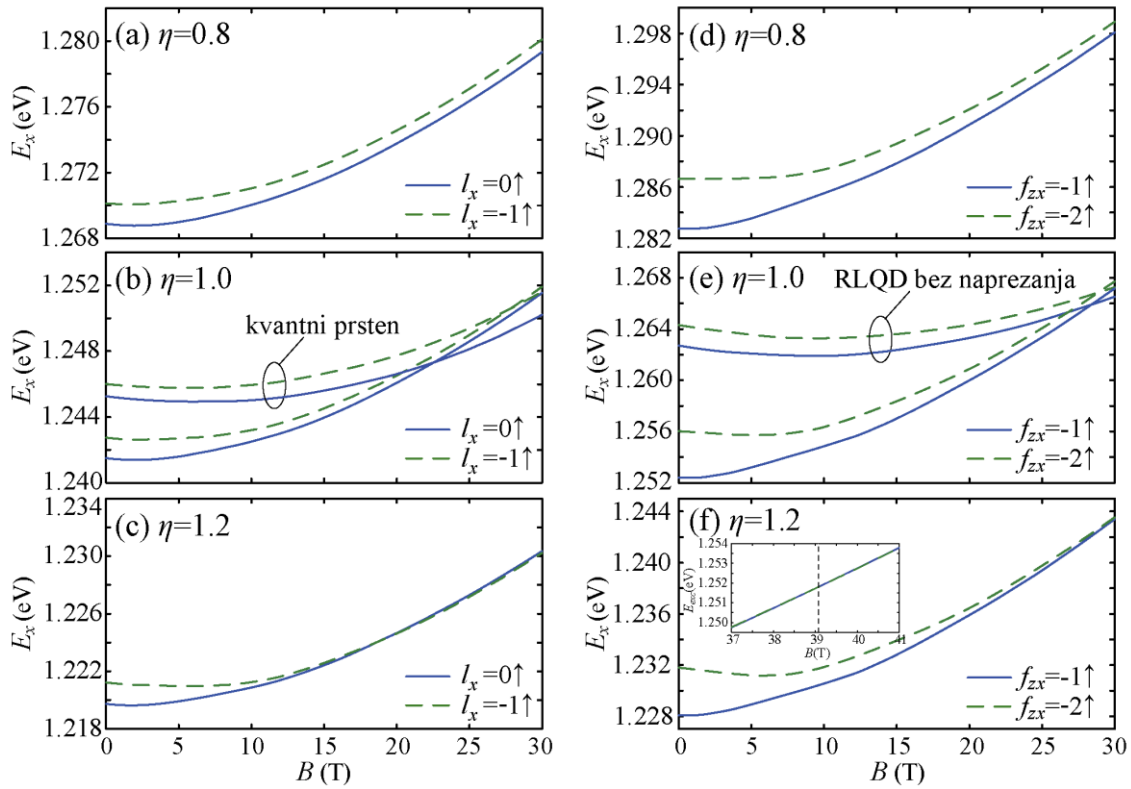 (a) η=0.8
1.280
1.276
1.272
1.270
1.268
E_x (eV)
l_x=0↑
l_x=-1↑
(b) η=1.0
1.252
1.248
1.244
1.240
E_x (eV)
kvantni prsten
l_x=0↑
l_x=-1↑
(c) η=1.2
1.234
1.230
1.222
1.220
1.218
E_x (eV)
l_x=0↑
l_x=-1↑
0 5 10 15 20 25 30
B (T)
(d) η=0.8
1.298
1.294
1.290
1.286
1.282
E_x (eV)
f_zx=-1↑
f_zx=-2↑
(e) η=1.0
1.268
1.264
1.260
1.256
1.252
E_x (eV)
RLQD bez naprezanja
f_zx=-1↑
f_zx=-2↑
(f) η=1.2
1.244
1.240
1.236
1.232
1.228
E_x (eV)
1.254
1.253
1.252
1.251
1.250
E_exc(eV)
37 38 39 40 41
B(T)
f_zx=-1↑
f_zx=-2↑
0 5 10 15 20 25 30
B (T)